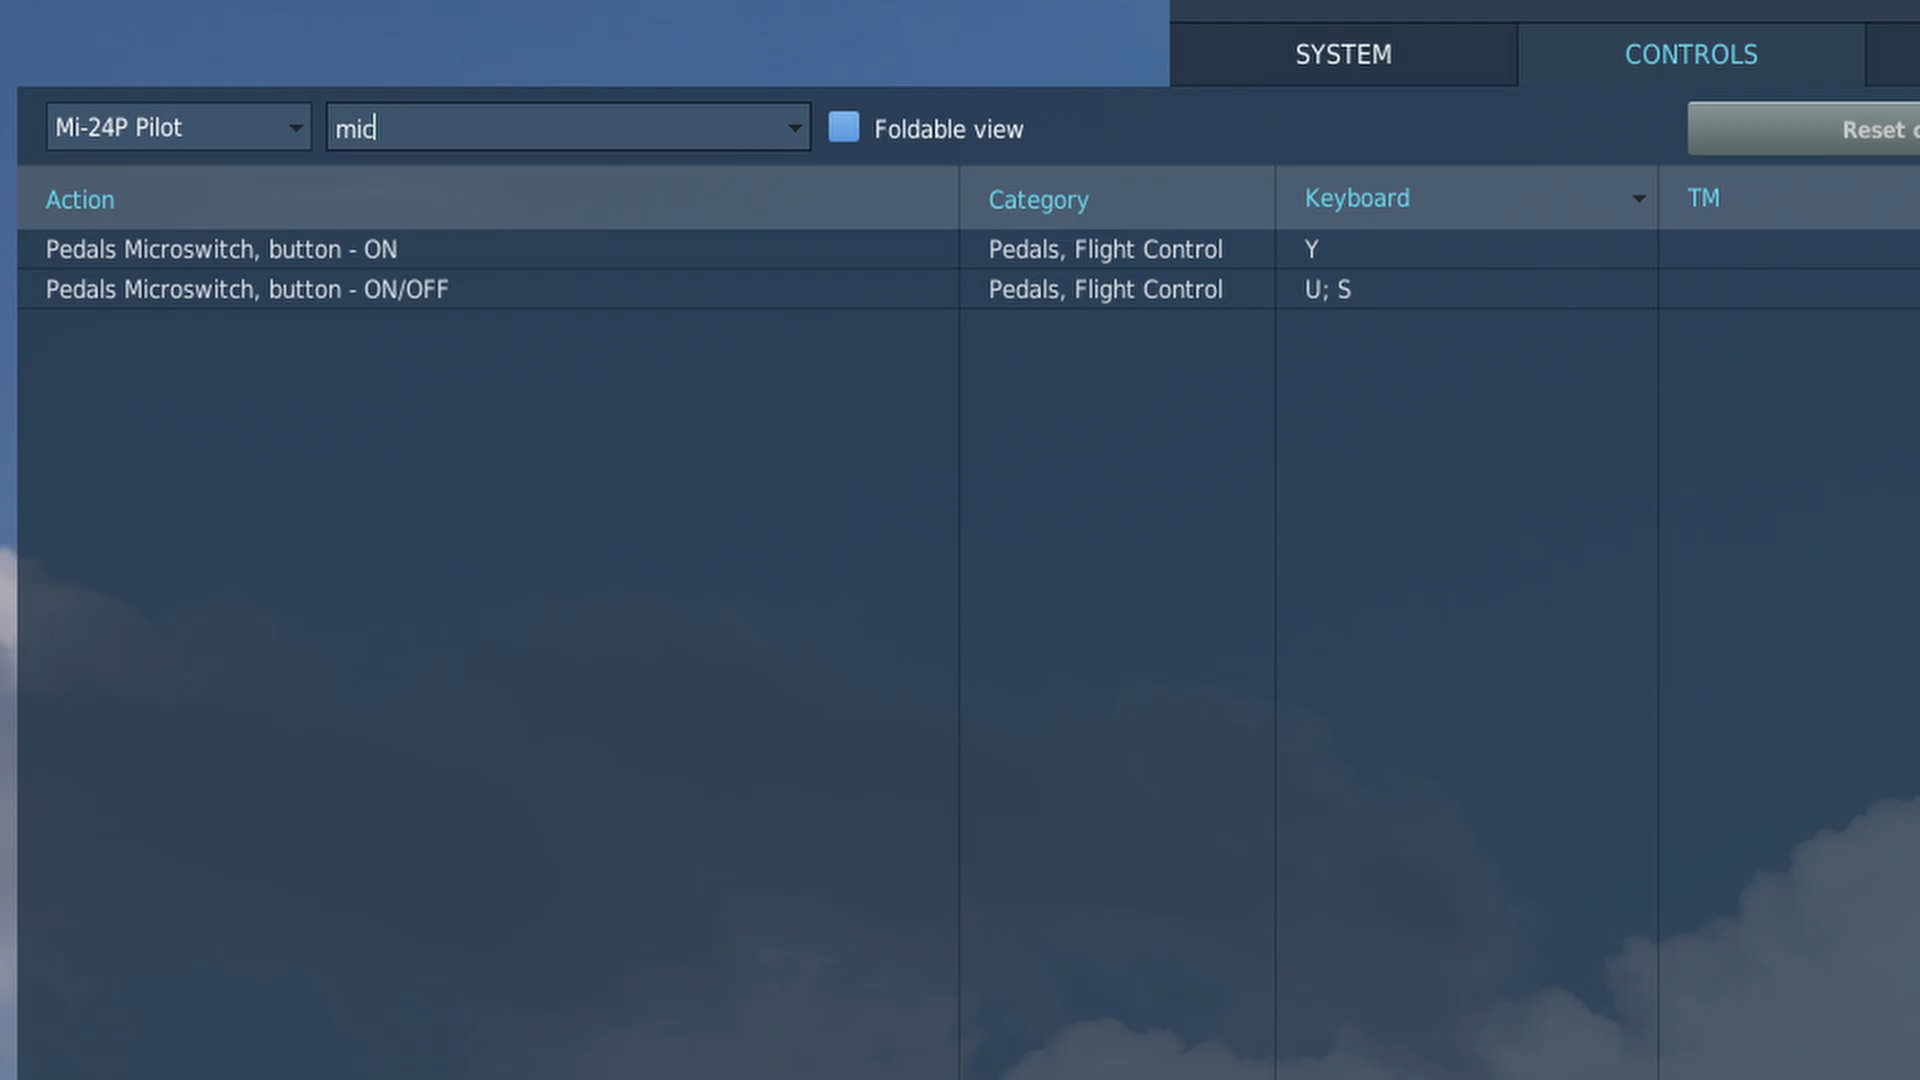 SYSTEM
CONTROLS
Mi-24P Pilot
mic
Foldable view
Reset
Action
Category
Keyboard
TM
Pedals Microswitch, button - ON
Pedals, Flight Control
Y
Pedals Microswitch, button - ON/OFF
Pedals, Flight Control
U; S